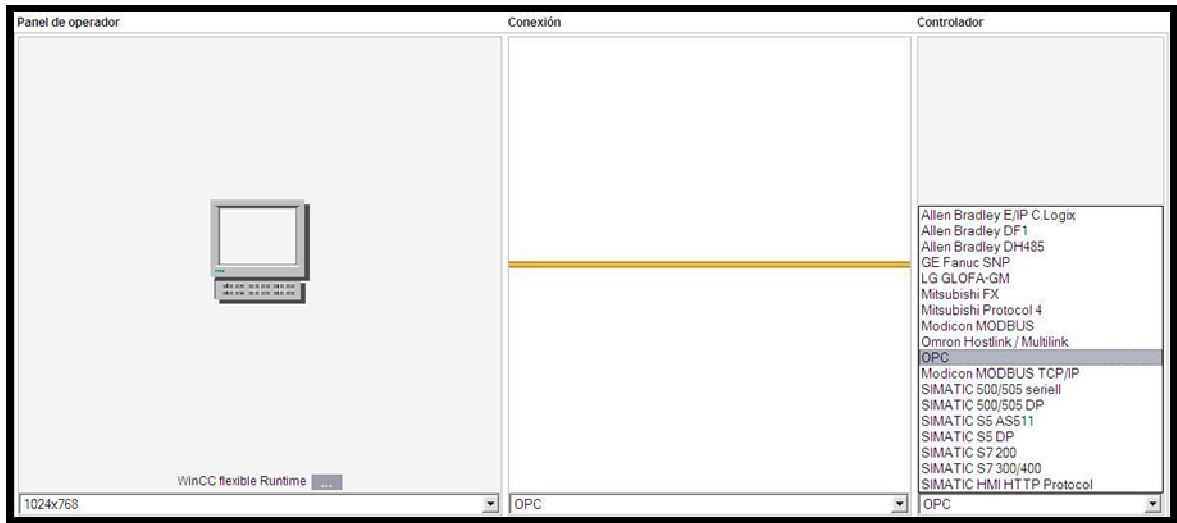 Panel de operador
Conexión
Controlador
Allen Bradley E/IP C.Logix
Allen Bradley DF1
Allen Bradley DH485
GE Fanuc SNP
LG GLOFA-GM
Mitsubishi FX
Mitsubishi Protocol 4
Modicon MODBUS
Omron Hostlink / Multilink
OPC
Modicon MODBUS TCP/IP
SIMATIC 500/505 seriell
SIMATIC 500/505 DP
SIMATIC S5 AS511
SIMATIC S5 DP
SIMATIC S7 200
SIMATIC S7 300/400
SIMATIC HMI HTTP Protocol
WinCC flexible Runtime ...
1024x768
OPC
OPC